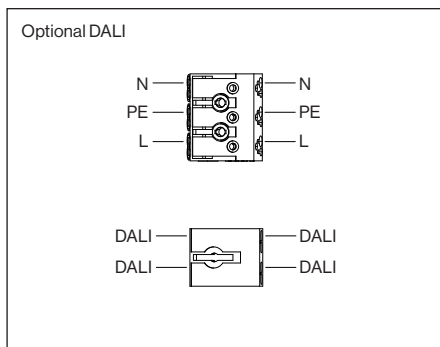 Optional DALI
N N
PE PE
L L
DALI DALI
DALI DALI